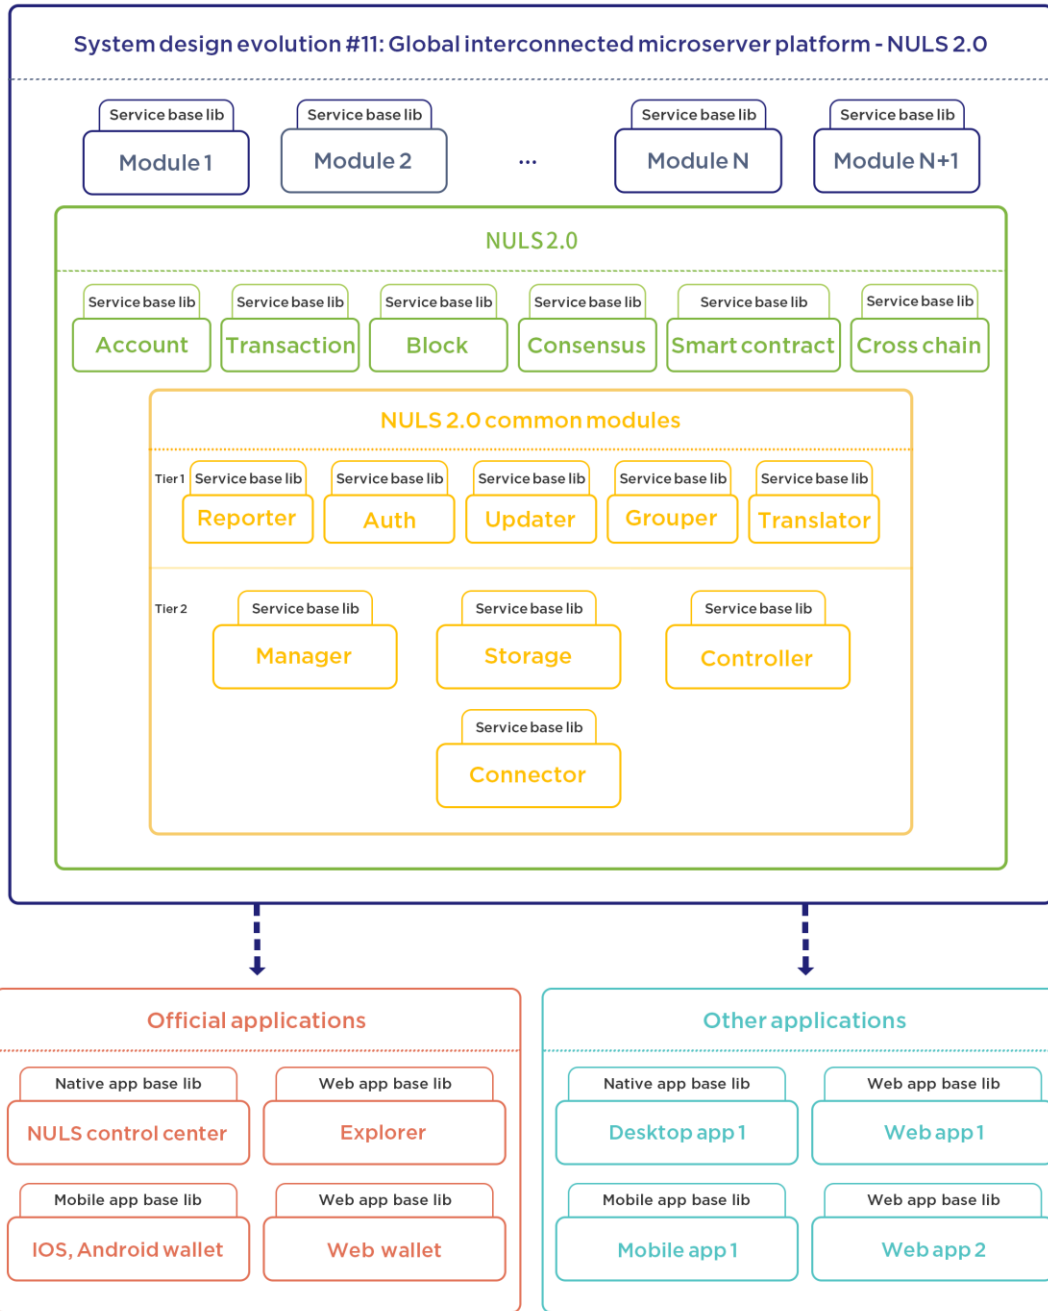 System design evolution #11: Global interconnected microserver platform - NULS 2.0
Service base lib
Module 1
Service base lib
Module 2
...
Service base lib
Module N
Service base lib
Module N+1
NULS 2.0
Service base lib
Account
Service base lib
Transaction
Service base lib
Block
Service base lib
Consensus
Service base lib
Smart contract
Service base lib
Cross chain
NULS 2.0 common modules
Tier 1
Service base lib
Reporter
Service base lib
Auth
Service base lib
Updater
Service base lib
Grouper
Service base lib
Translator
Tier 2
Service base lib
Manager
Service base lib
Storage
Service base lib
Controller
Service base lib
Connector
Official applications
Native app base lib
NULS control center
Web app base lib
Explorer
Mobile app base lib
IOS, Android wallet
Web app base lib
Web wallet
Other applications
Native app base lib
Desktop app 1
Web app base lib
Web app 1
Mobile app base lib
Mobile app 1
Web app base lib
Web app 2